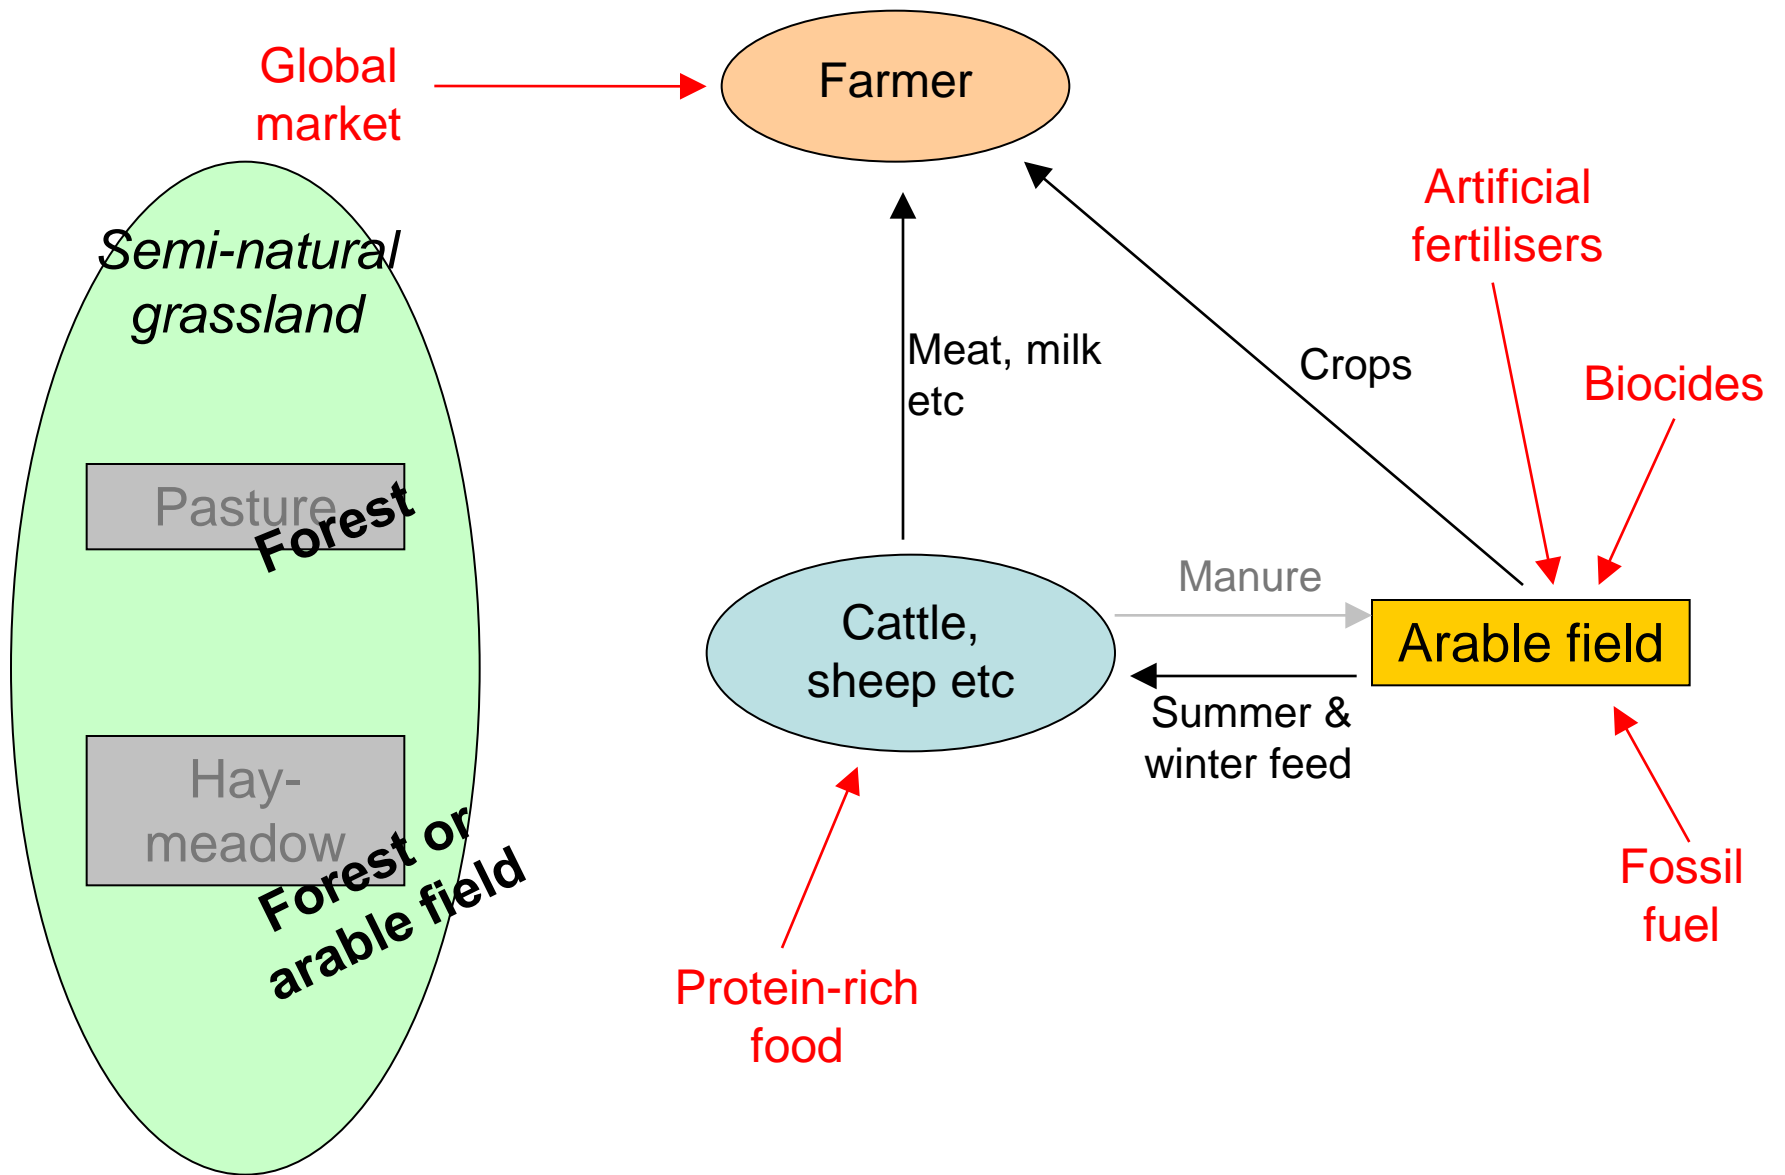 Global
market
Farmer
Semi-natural
grassland
Artificial
fertilisers
Meat, milk
etc
Crops
Biocides
Pasture
Forest
Manure
Cattle,
sheep etc
Arable field
Summer &
winter feed
Hay-
meadow
Forest or
arable field
Fossil
fuel
Protein-rich
food